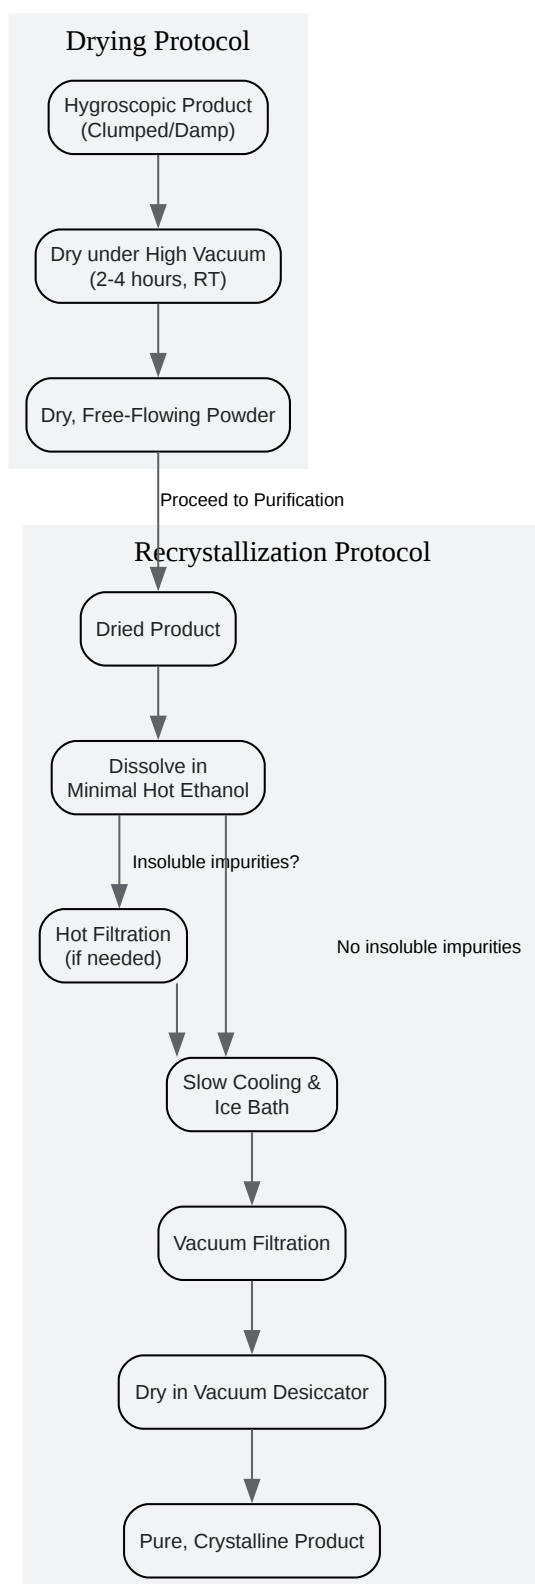 Drying Protocol
Hygroscopic Product
(Clumped/Damp)
Dry under High Vacuum
(2-4 hours, RT)
Dry, Free-Flowing Powder
Proceed to Purification
Recrystallization Protocol
Dried Product
Dissolve in
Minimal Hot Ethanol
Insoluble impurities?
Hot Filtration
(if needed)
No insoluble impurities
Slow Cooling &
Ice Bath
Vacuum Filtration
Dry in Vacuum Desiccator
Pure, Crystalline Product